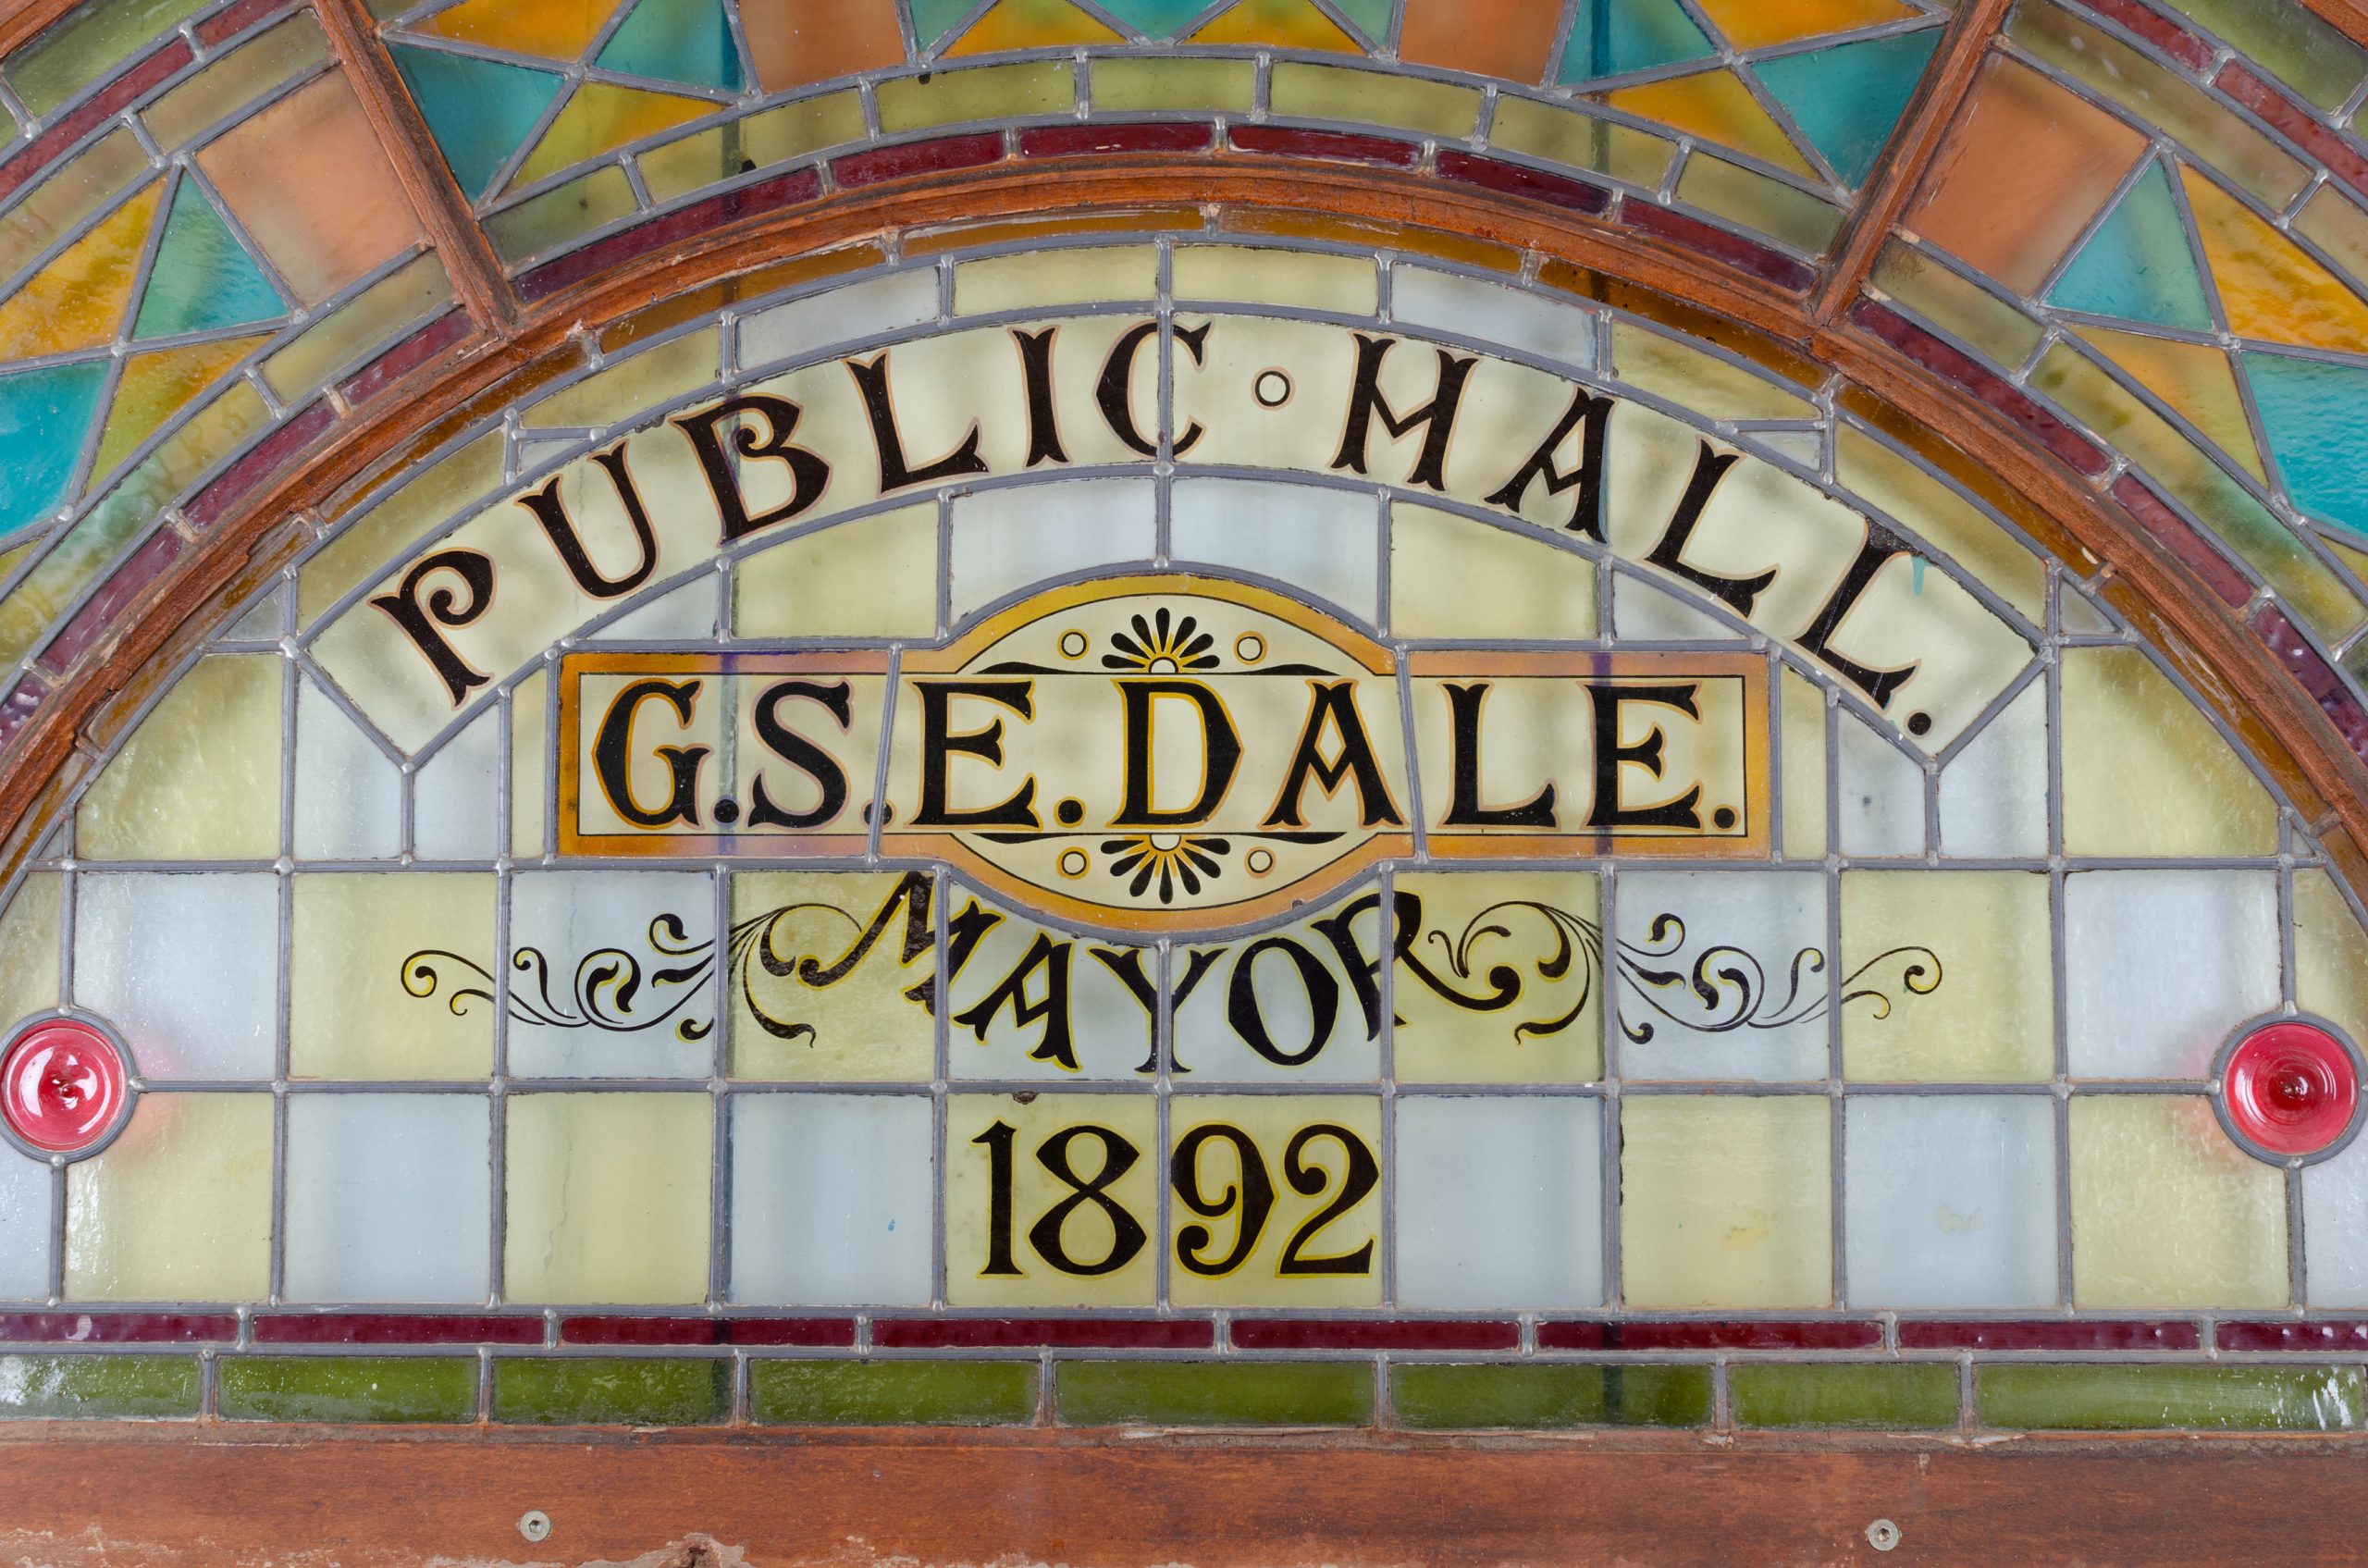 PUBLIC · HALL.
G.S.E. DALE.
MAYOR
1892